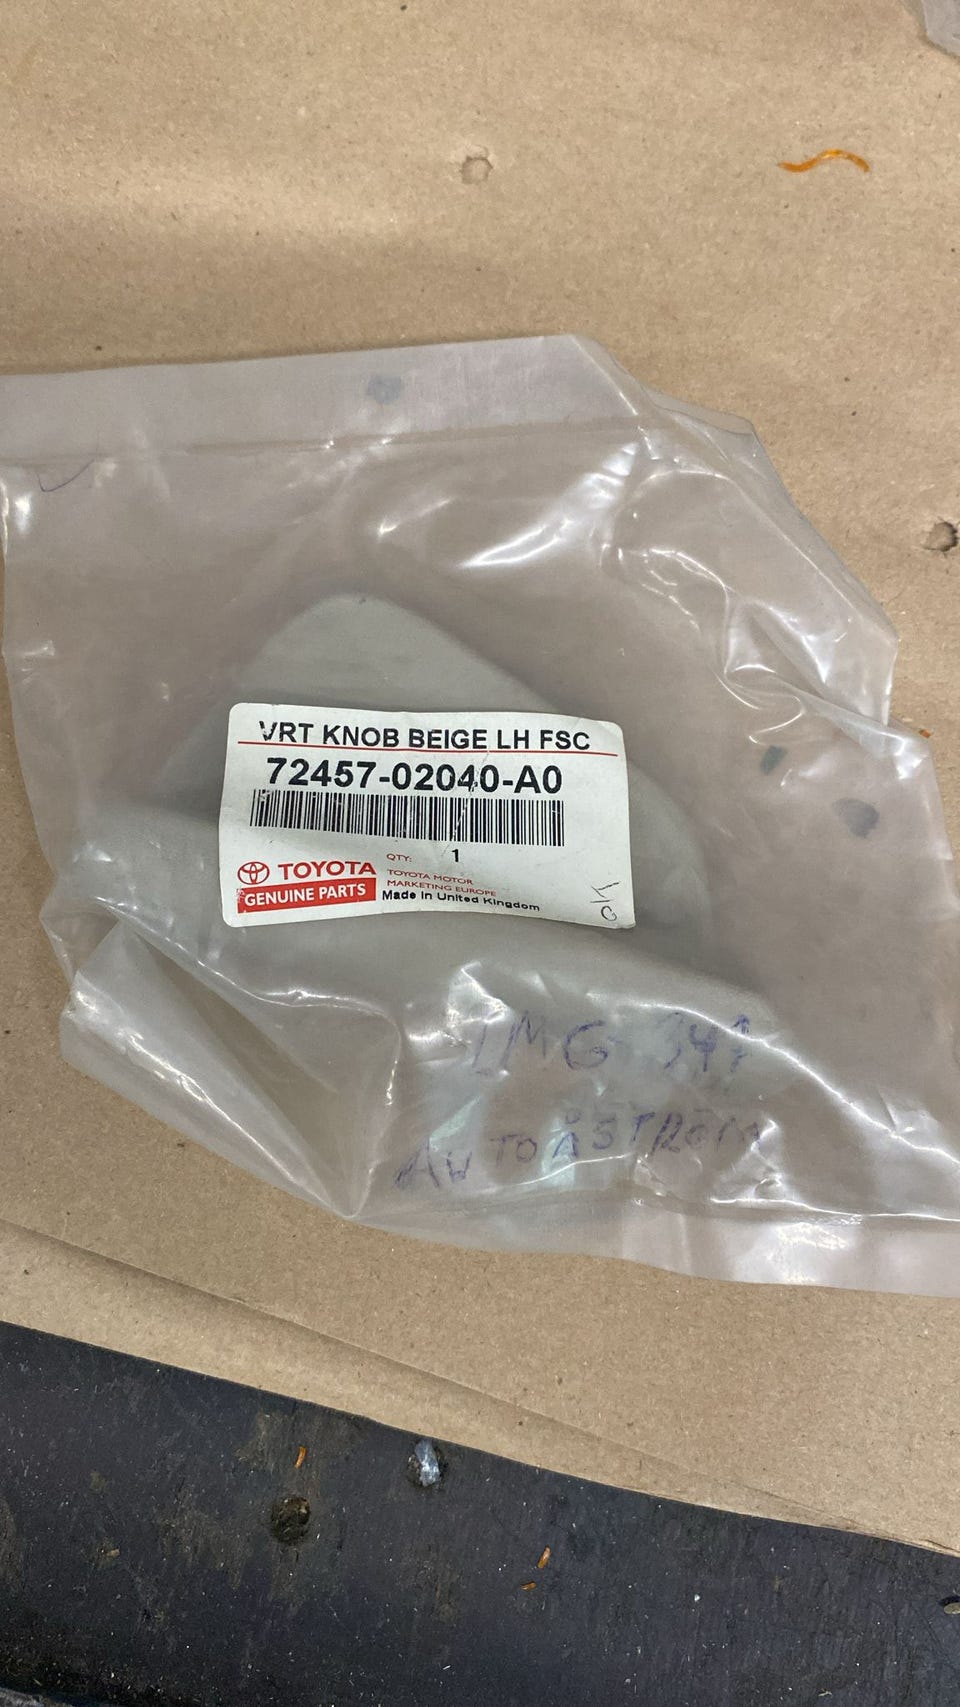 VRT KNOB BEIGE LH FSC
72457-02040-A0
QTY: 1
TOYOTA
GENUINE PARTS
TOYOTA MOTOR
MARKETING EUROPE
Made in United Kingdom
AUTOÅSTRÖM